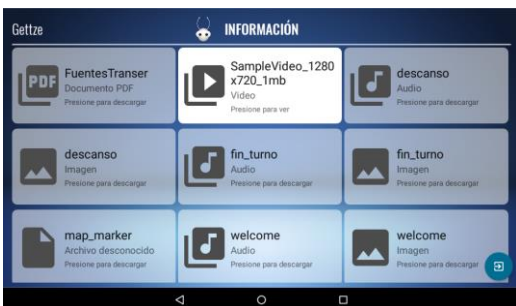 Gettze
INFORMACIÓN
PDF
FuentesTranser
Documento PDF
Presione para descargar
SampleVideo_1280
x720_1mb
Video
Presione para ver
descanso
Audio
Presione para descargar
descanso
Imagen
Presione para descargar
fin_turno
Audio
Presione para descargar
fin_turno
Imagen
Presione para descargar
map_marker
Archivo desconocido
Presione para descargar
welcome
Audio
Presione para descargar
welcome
Imagen
Presione para descargar